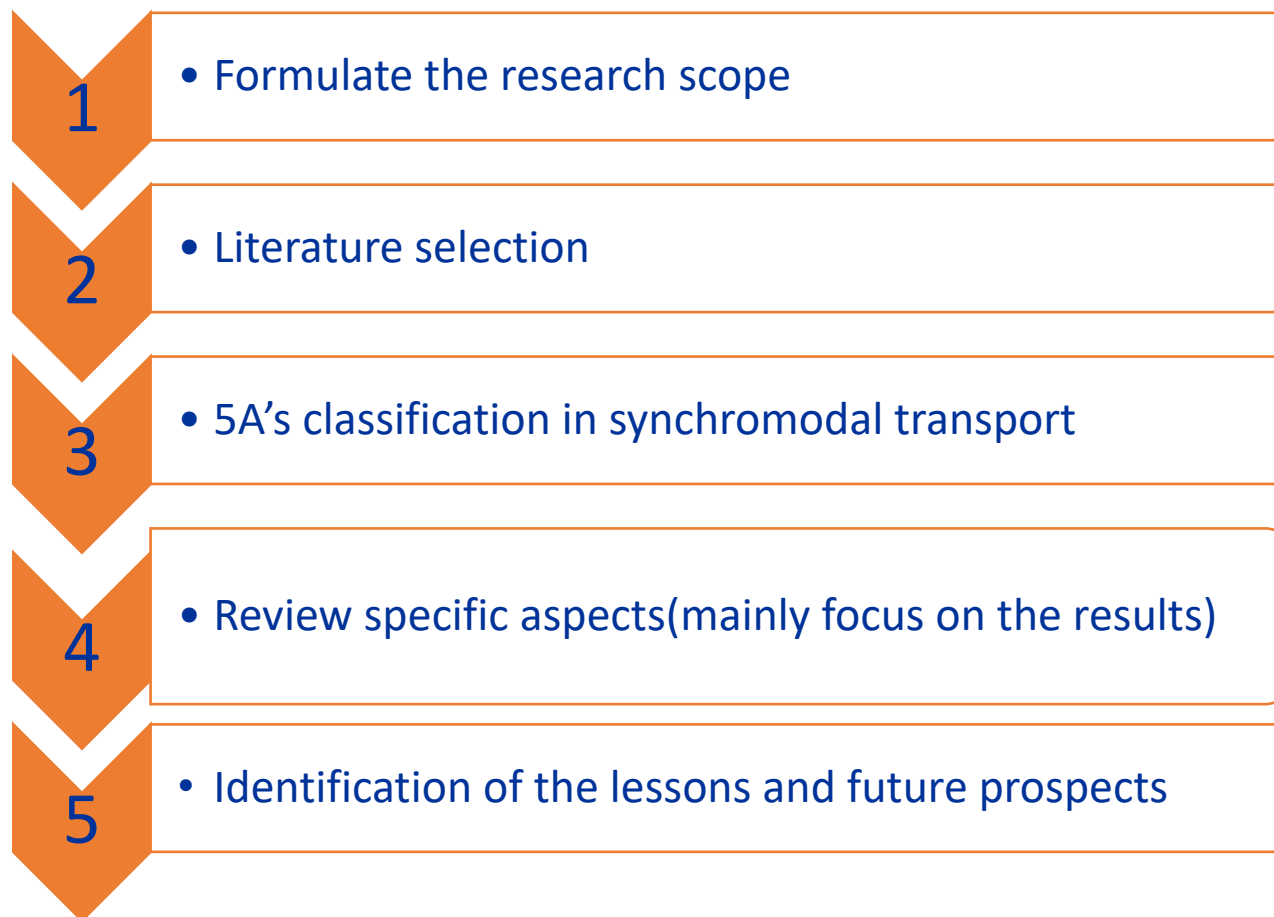 1
• Formulate the research scope
2
• Literature selection
3
• 5A’s classification in synchromodal transport
4
• Review specific aspects(mainly focus on the results)
5
• Identification of the lessons and future prospects